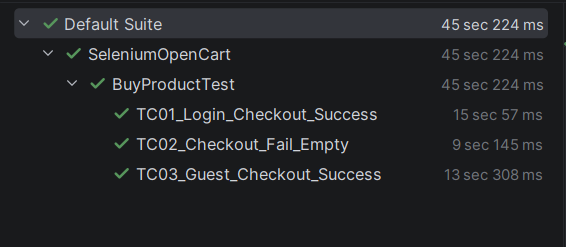 Default Suite 45 sec 224 ms
SeleniumOpenCart 45 sec 224 ms
BuyProductTest 45 sec 224 ms
TC01_Login_Checkout_Success 15 sec 57 ms
TC02_Checkout_Fail_Empty 9 sec 145 ms
TC03_Guest_Checkout_Success 13 sec 308 ms